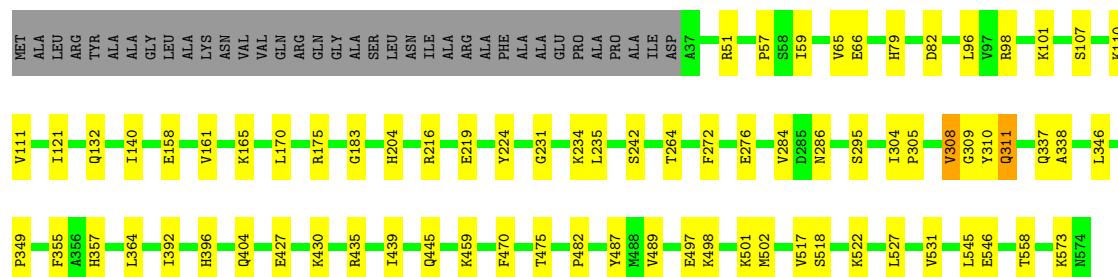 MET ALA LEU ARG TYR ALA ALA GLY LEU ALA LYS ASN VAL VAL GLN ARG GLN GLY ALA SER LEU ASN ILE ALA ARG ALA PHE ALA ALA GLU PRO ALA PRO ALA ILE ASP A37 R51 P57 S58 I59 V65 E66 H79 D82 L96 V97 R98 K101 S107 K110
V111 I121 Q132 I140 E158 V161 K165 L170 R175 G183 H204 R216 E219 Y224 G231 K234 L235 S242 T264 F272 E276 V284 D285 N286 S295 I304 P305 V308 G309 Y310 Q311 Q337 A338 L346
P349 F355 A356 H357 L364 I392 H396 Q404 E427 K430 R435 I439 Q445 K459 F470 T475 P482 Y487 M488 V489 E497 K498 K501 M502 V517 S518 K522 L527 V531 L545 E546 T558 K573 N574